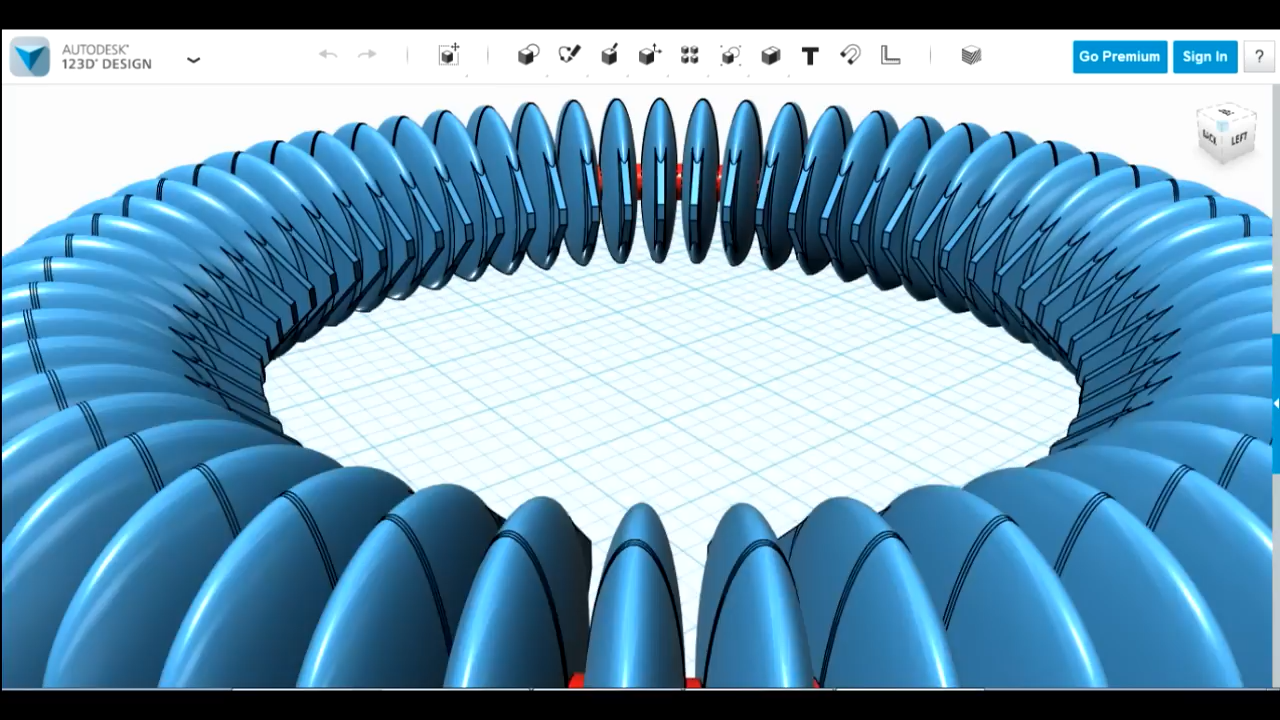 AUTODESK®
123D® DESIGN
Go Premium
Sign In
?
BACK
LEFT